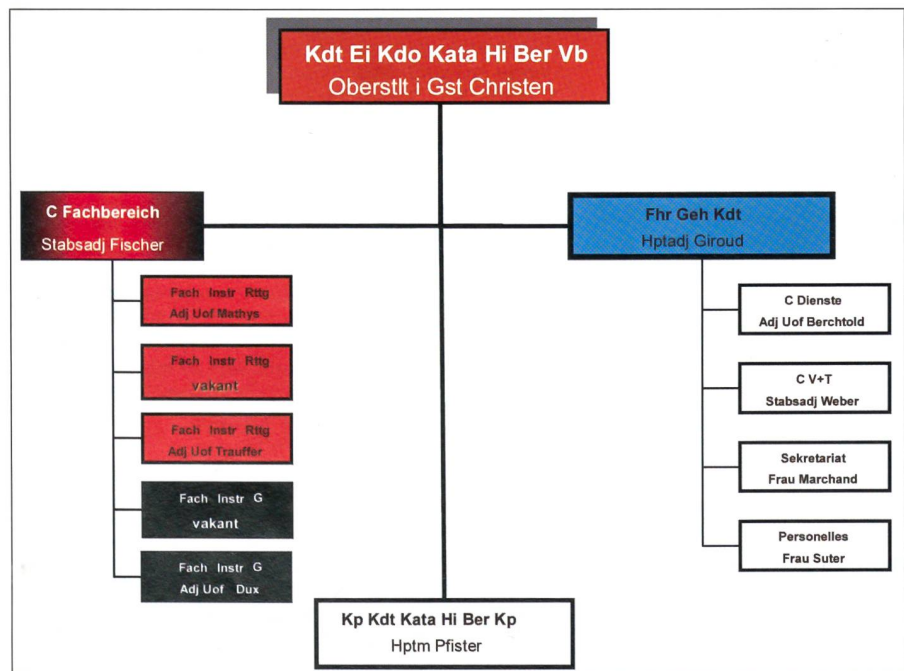 Kdt Ei Kdo Kata Hi Ber Vb
Oberstlt i Gst Christen
C Fachbereich
Stabsadj Fischer
Fach Instr Rttg
Adj Uof Mathys
Fach Instr Rttg
vakant
Fach Instr Rttg
Adj Uof Trauffer
Fach Instr G
vakant
Fach Instr G
Adj Uof Dux
Fhr Geh Kdt
Hptadj Giroud
C Dienste
Adj Uof Berchtold
C V+T
Stabsadj Weber
Sekretariat
Frau Marchand
Personelles
Frau Suter
Kp Kdt Kata Hi Ber Kp
Hptm Pfister